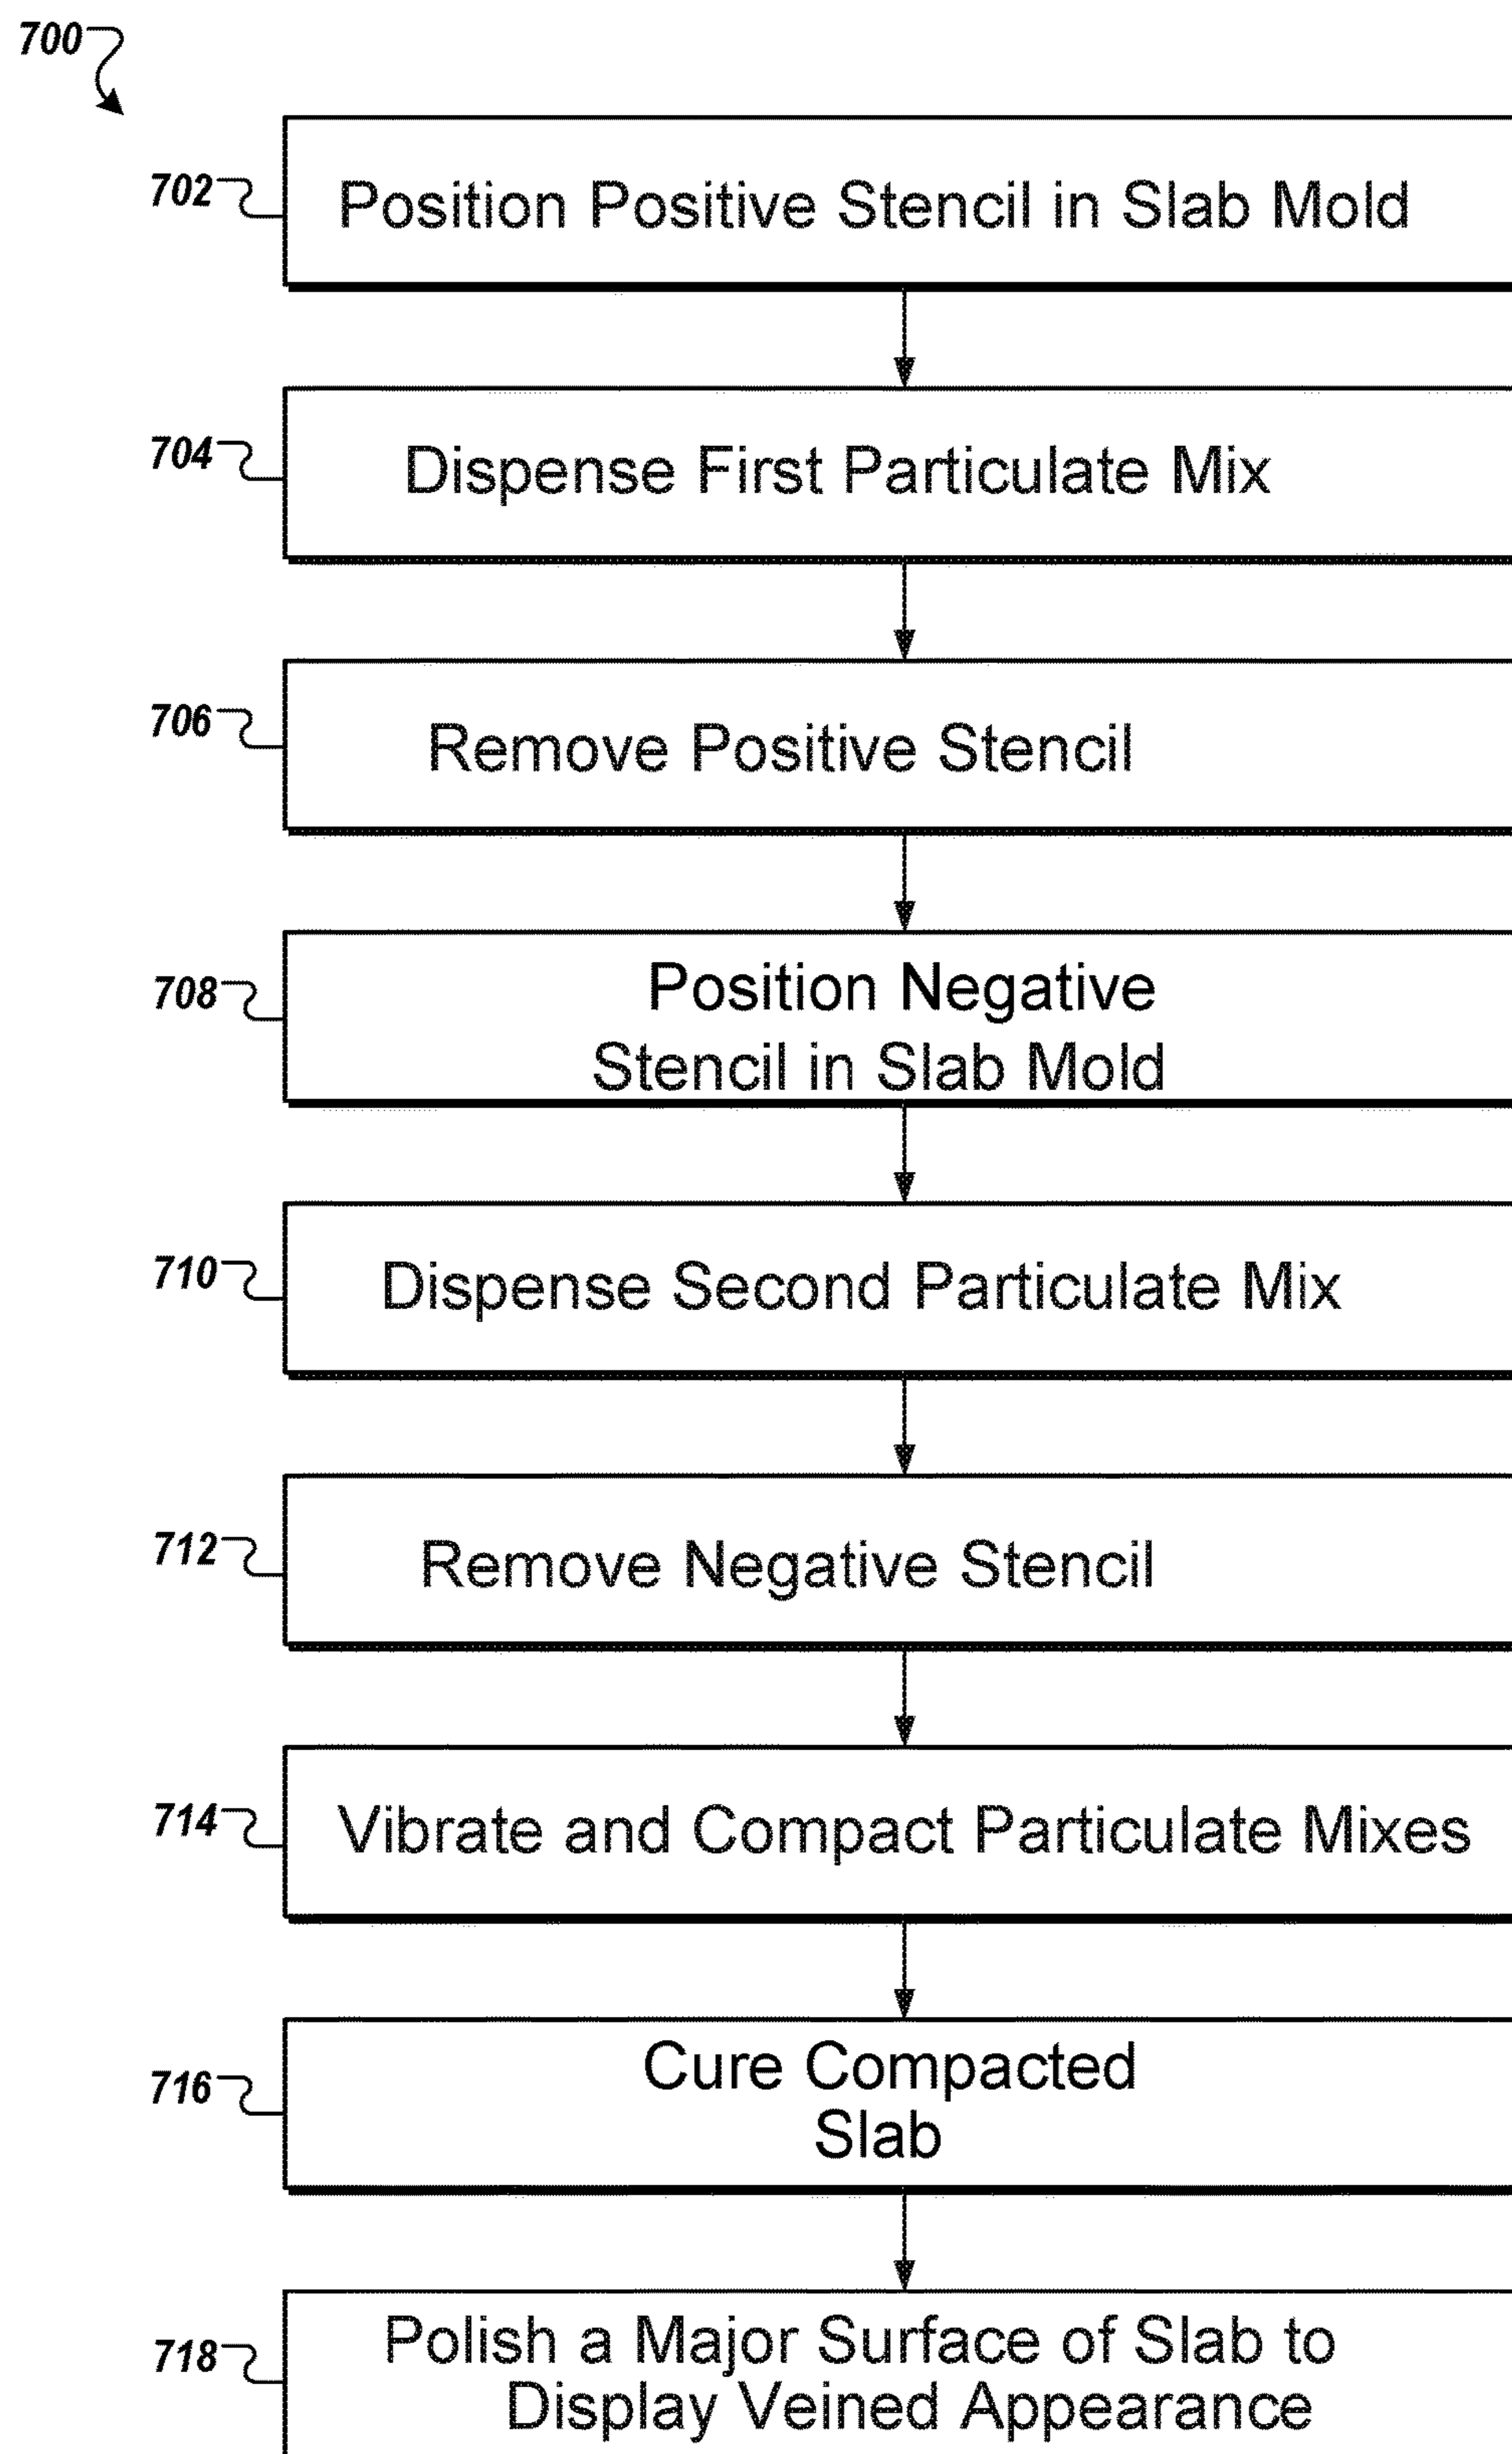 700
702
Position Positive Stencil in Slab Mold
704
Dispense First Particulate Mix
706
Remove Positive Stencil
708
Position Negative
Stencil in Slab Mold
710
Dispense Second Particulate Mix
712
Remove Negative Stencil
714
Vibrate and Compact Particulate Mixes
716
Cure Compacted
Slab
718
Polish a Major Surface of Slab to
Display Veined Appearance